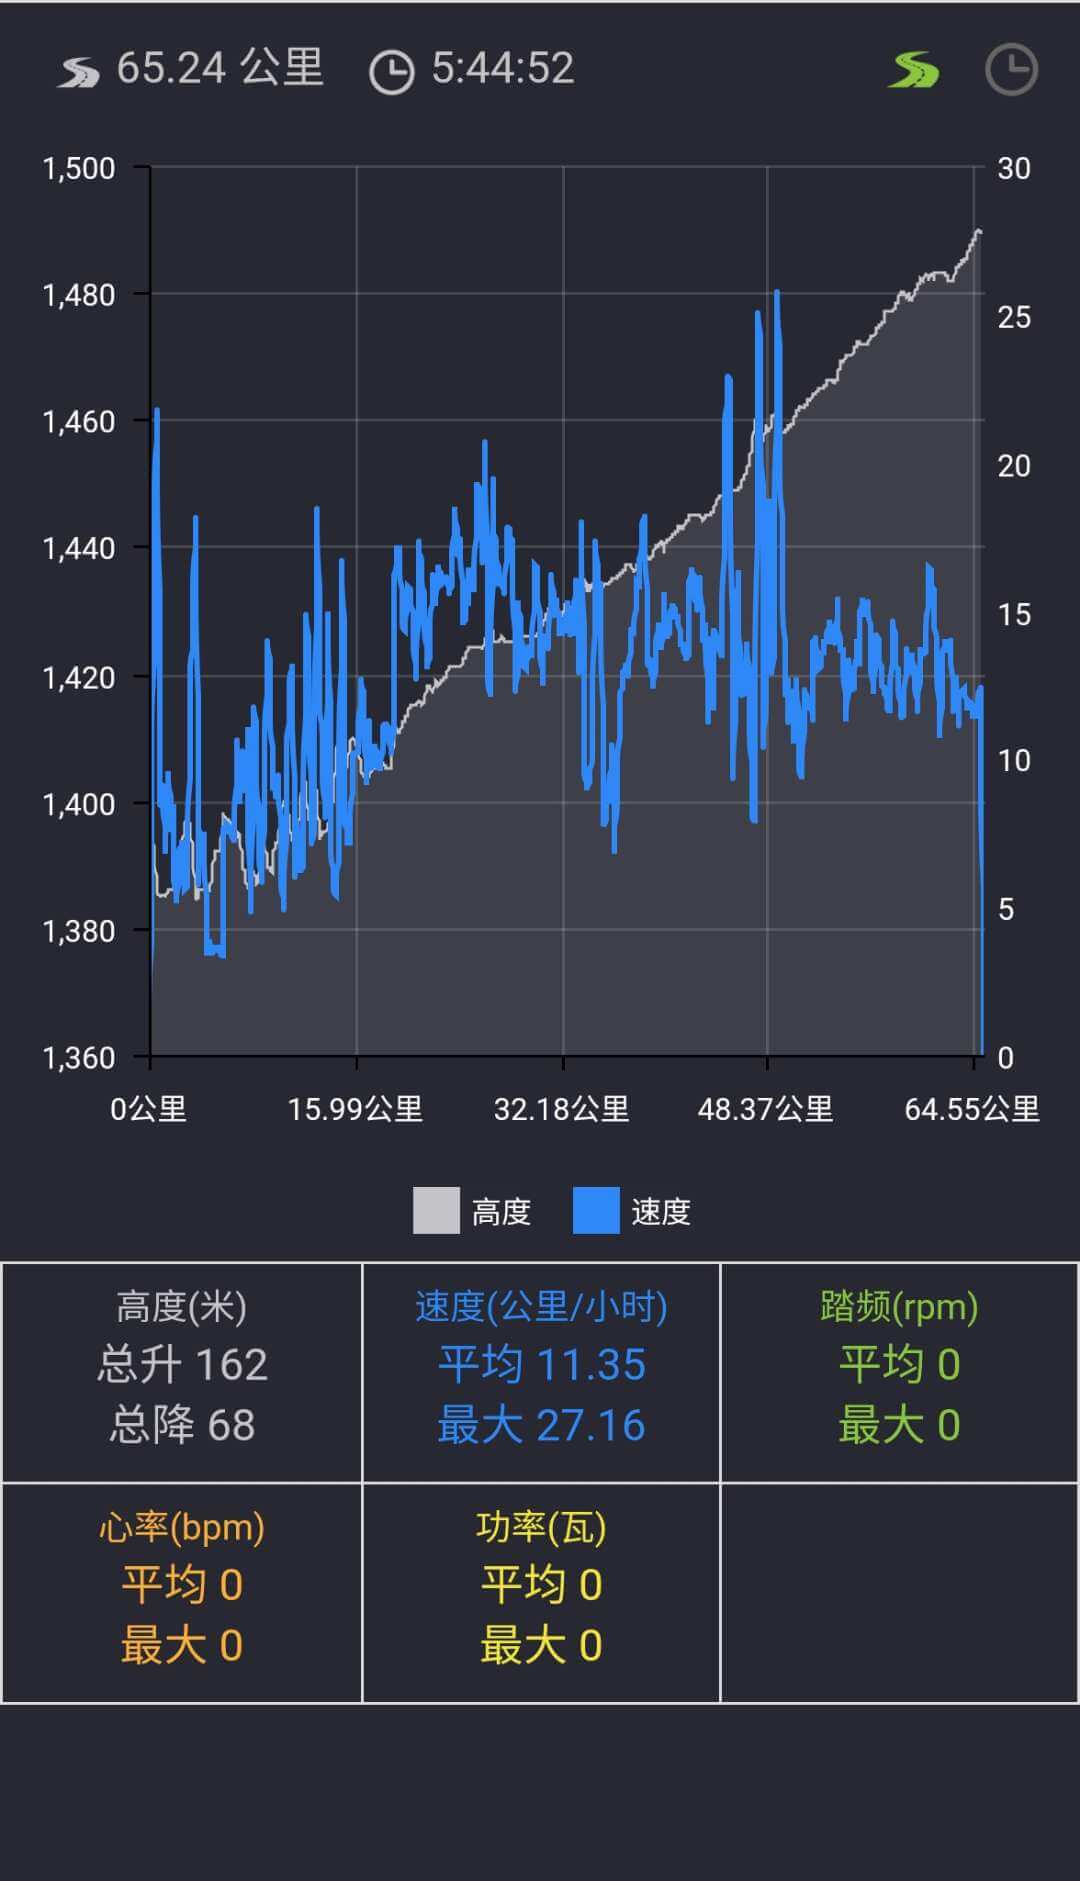 65.24 公里 5:44:52
1,500 30
1,480
25
1,460
20
1,440
15
1,420
10
1,400
5
1,380
1,360 0
0公里 15.99公里 32.18公里 48.37公里 64.55公里
高度 速度
高度(米) 速度(公里/小时) 踏频(rpm)
总升 162 平均 11.35 平均 0
总降 68 最大 27.16 最大 0
心率(bpm) 功率(瓦)
平均 0 平均 0
最大 0 最大 0